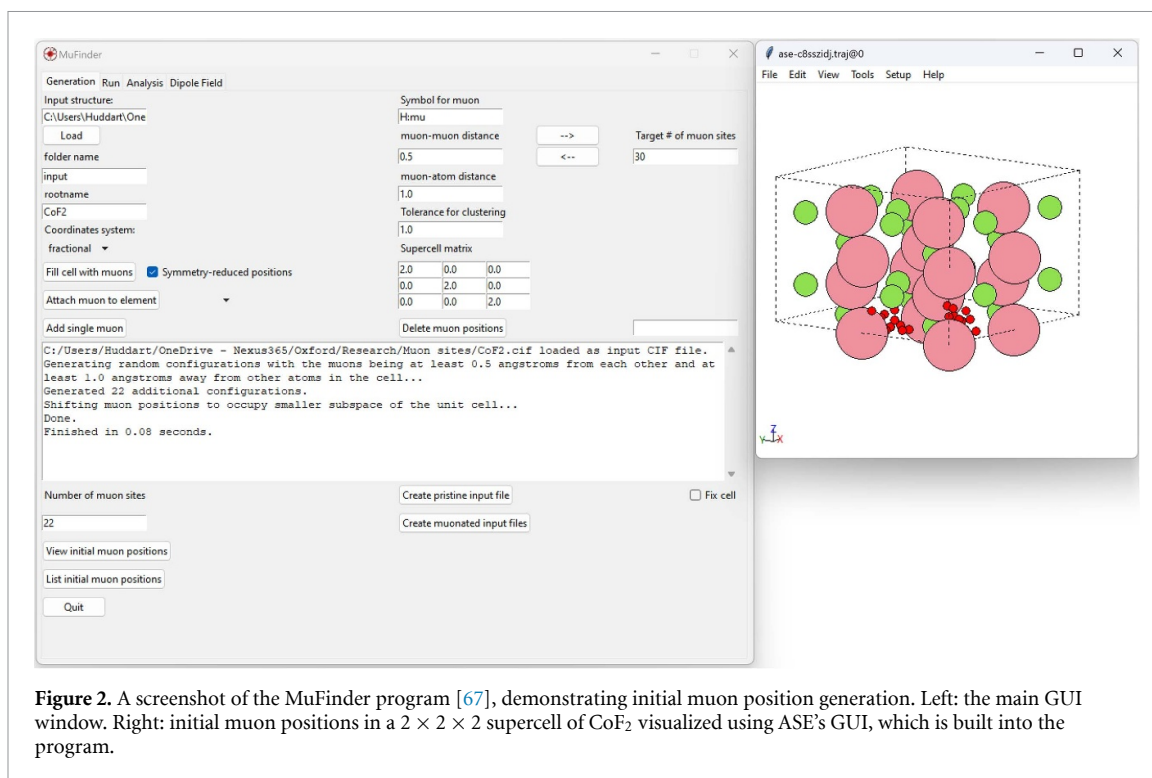 MuFinder
Generation Run Analysis Dipole Field
Input structure:
C:\Users\Huddart\One
Load
folder name
input
rootname
CoF2
Coordinates system:
fractional
Fill cell with muons Symmetry-reduced positions
Attach muon to element
Add single muon
Symbol for muon
H:mu
muon-muon distance --> Target # of muon sites
0.5 <-- 30
muon-atom distance
1.0
Tolerance for clustering
1.0
Supercell matrix
2.0 0.0 0.0
0.0 2.0 0.0
0.0 0.0 2.0
Delete muon positions
C:/Users/Huddart/OneDrive - Nexus365/Oxford/Research/Muon sites/CoF2.cif loaded as input CIF file.
Generating random configurations with the muons being at least 0.5 angstroms from each other and at
least 1.0 angstroms away from other atoms in the cell...
Generated 22 additional configurations.
Shifting muon positions to occupy smaller subspace of the unit cell...
Done.
Finished in 0.08 seconds.
Number of muon sites
22
View initial muon positions
List initial muon positions
Quit
Create pristine input file Fix cell
Create muonated input files
ase-c8sszidj.traj@0
File Edit View Tools Setup Help
Z
Y X
Figure 2. A screenshot of the MuFinder program [67], demonstrating initial muon position generation. Left: the main GUI
window. Right: initial muon positions in a 2 × 2 × 2 supercell of CoF₂ visualized using ASE's GUI, which is built into the
program.